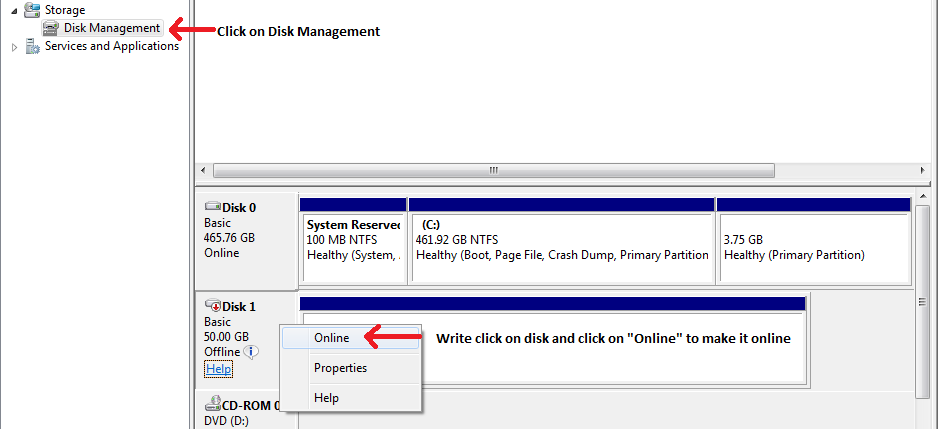 Storage
Disk Management
Services and Applications
Click on Disk Management
Disk 0
Basic
465.76 GB
Online
System Reserved
100 MB NTFS
Healthy (System,
(C:)
461.92 GB NTFS
Healthy (Boot, Page File, Crash Dump, Primary Partition
3.75 GB
Healthy (Primary Partition)
Disk 1
Basic
50.00 GB
Offline
Help
Online
Properties
Help
Write click on disk and click on "Online" to make it online
CD-ROM 0
DVD (D:)